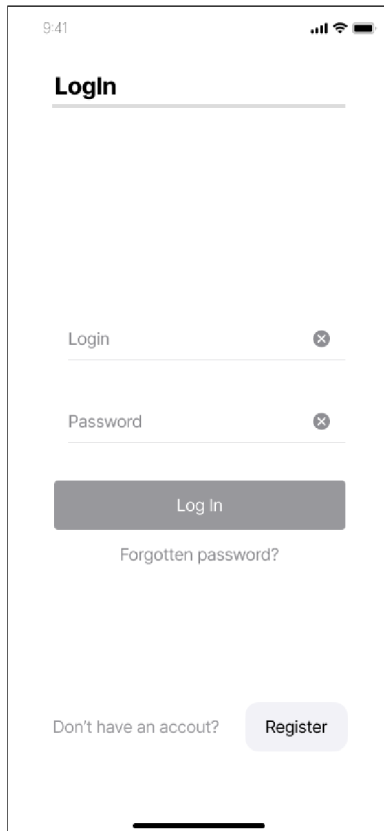 9:41
LogIn
Login
Password
Log In
Forgotten password?
Don't have an accout?
Register